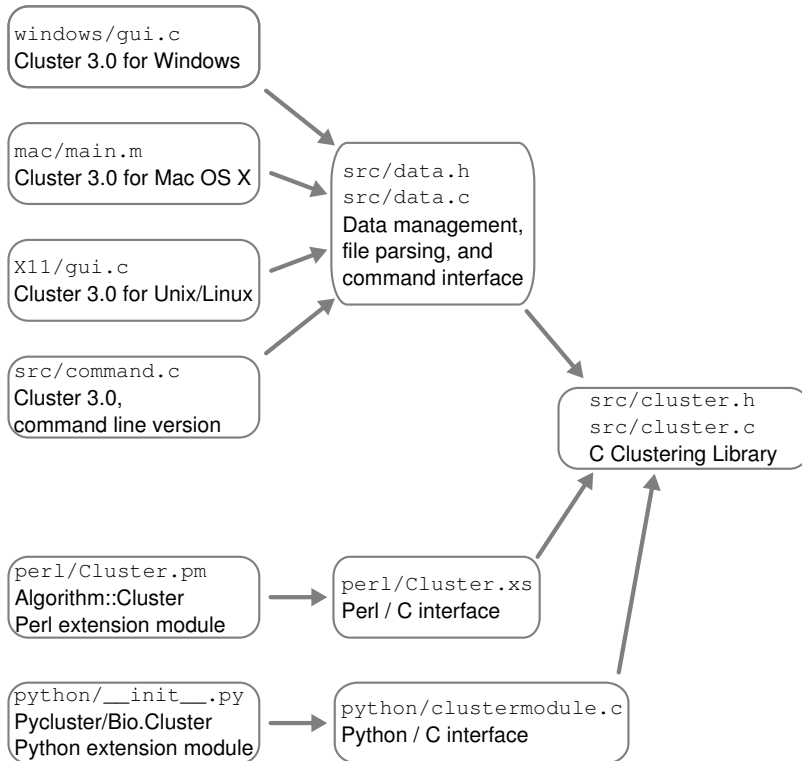 windows/gui.c
Cluster 3.0 for Windows
mac/main.m
Cluster 3.0 for Mac OS X
X11/gui.c
Cluster 3.0 for Unix/Linux
src/command.c
Cluster 3.0,
command line version
src/data.h
src/data.c
Data management,
file parsing, and
command interface
src/cluster.h
src/cluster.c
C Clustering Library
perl/Cluster.pm
Algorithm::Cluster
Perl extension module
perl/Cluster.xs
Perl / C interface
python/__init__.py
Pycluster/Bio.Cluster
Python extension module
python/clustermodule.c
Python / C interface